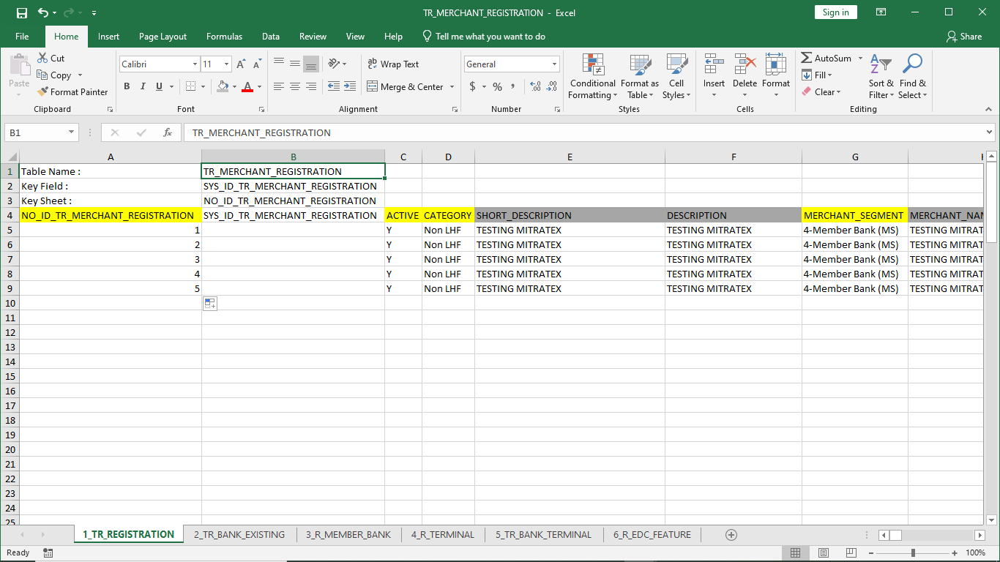 TR_MERCHANT_REGISTRATION - Excel
Sign in
File Home Insert Page Layout Formulas Data Review View Help Tell me what you want to do Share
Paste Cut Copy Format Painter Clipboard
Calibri 11 A A B I U A Font
Wrap Text Merge & Center Alignment
General $ % , .00 .00 Number
Conditional Formatting Format as Table Cell Styles Styles
Insert Delete Format Cells
AutoSum Fill Clear Sort & Filter Find & Select Editing
B1 fx TR_MERCHANT_REGISTRATION
A B C D E F G
1 Table Name : TR_MERCHANT_REGISTRATION
2 Key Field : SYS_ID_TR_MERCHANT_REGISTRATION
3 Key Sheet : NO_ID_TR_MERCHANT_REGISTRATION
4 NO_ID_TR_MERCHANT_REGISTRATION SYS_ID_TR_MERCHANT_REGISTRATION ACTIVE CATEGORY SHORT_DESCRIPTION DESCRIPTION MERCHANT_SEGMENT MERCHANT_NA
5 1 Y Non LHF TESTING MITRATEX TESTING MITRATEX 4-Member Bank (MS) TESTING MITRAT
6 2 Y Non LHF TESTING MITRATEX TESTING MITRATEX 4-Member Bank (MS) TESTING MITRAT
7 3 Y Non LHF TESTING MITRATEX TESTING MITRATEX 4-Member Bank (MS) TESTING MITRAT
8 4 Y Non LHF TESTING MITRATEX TESTING MITRATEX 4-Member Bank (MS) TESTING MITRAT
9 5 Y Non LHF TESTING MITRATEX TESTING MITRATEX 4-Member Bank (MS) TESTING MITRAT
10
11
12
13
14
15
16
17
18
19
20
21
22
23
24
25
1_TR_REGISTRATION 2_TR_BANK_EXISTING 3_R_MEMBER_BANK 4_R_TERMINAL 5_TR_BANK_TERMINAL 6_R_EDC_FEATURE
Ready 100%